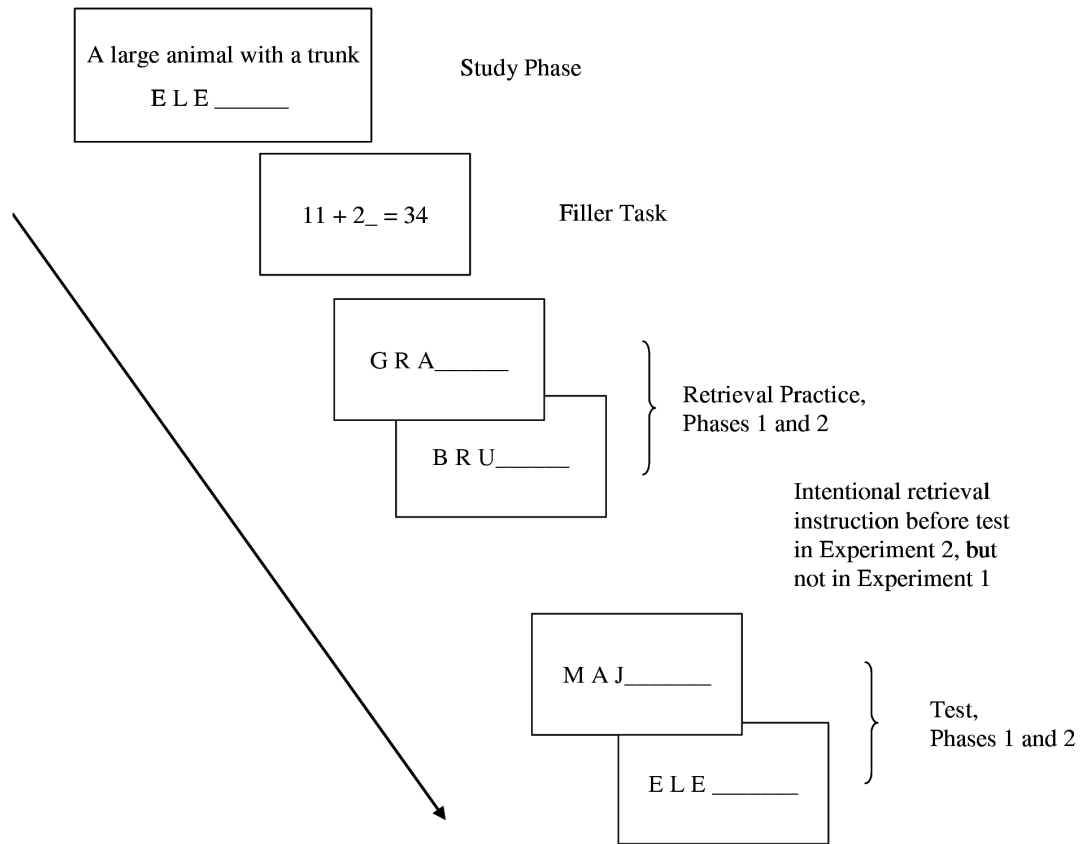 A large animal with a trunk
E L E ______
Study Phase
11 + 2_ = 34
Filler Task
G R A______
B R U______
Retrieval Practice,
Phases 1 and 2
Intentional retrieval
instruction before test
in Experiment 2, but
not in Experiment 1
M A J_______
E L E _______
Test,
Phases 1 and 2